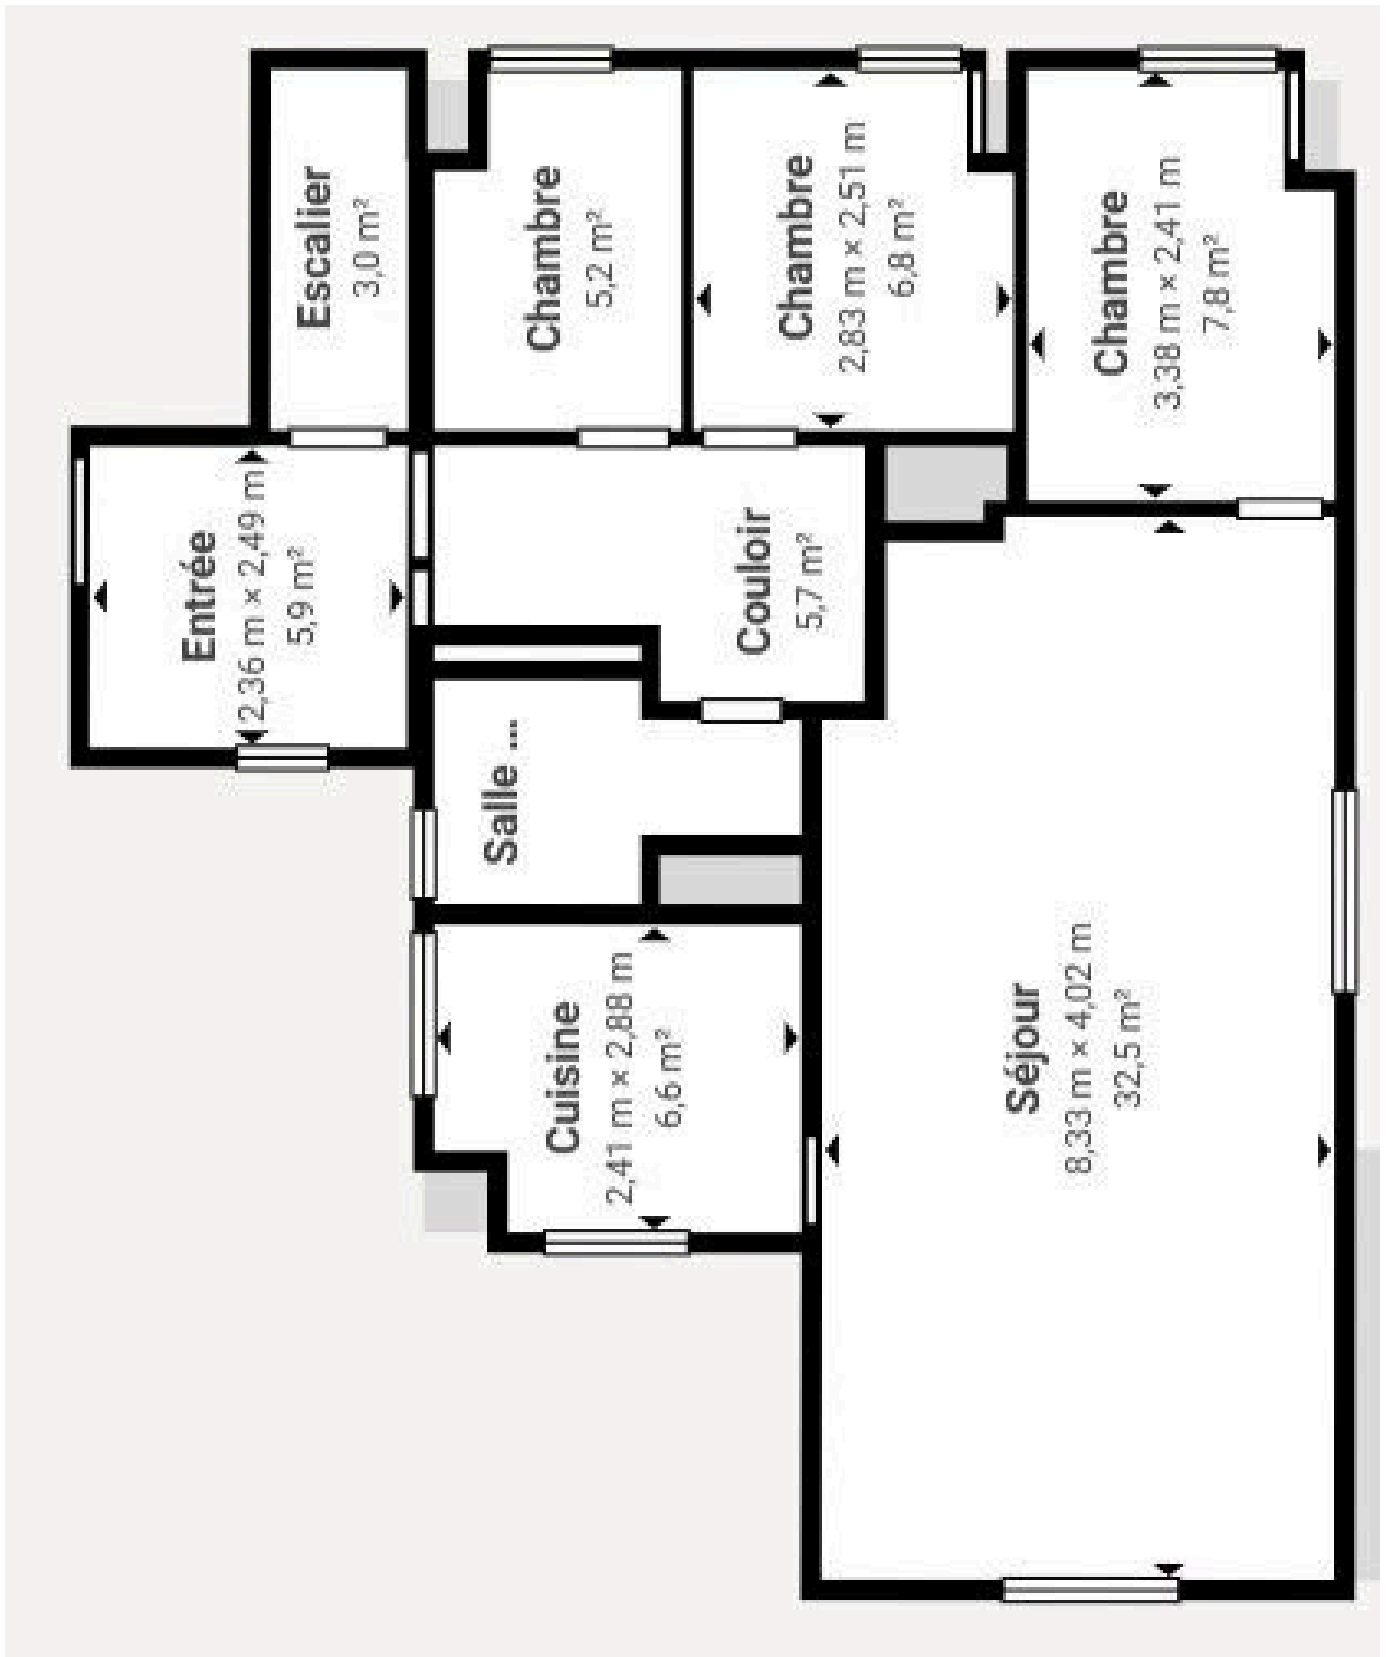 Escalier
3,0 m²
Chambre
5,2 m²
Chambre
2,83 m × 2,51 m
6,8 m²
Chambre
3,38 m × 2,41 m
7,8 m²
Entrée
2,36 m × 2,49 m
5,9 m²
Couloir
5,7 m²
Salle ...
Cuisine
2,41 m × 2,88 m
6,6 m²
Séjour
8,33 m × 4,02 m
32,5 m²